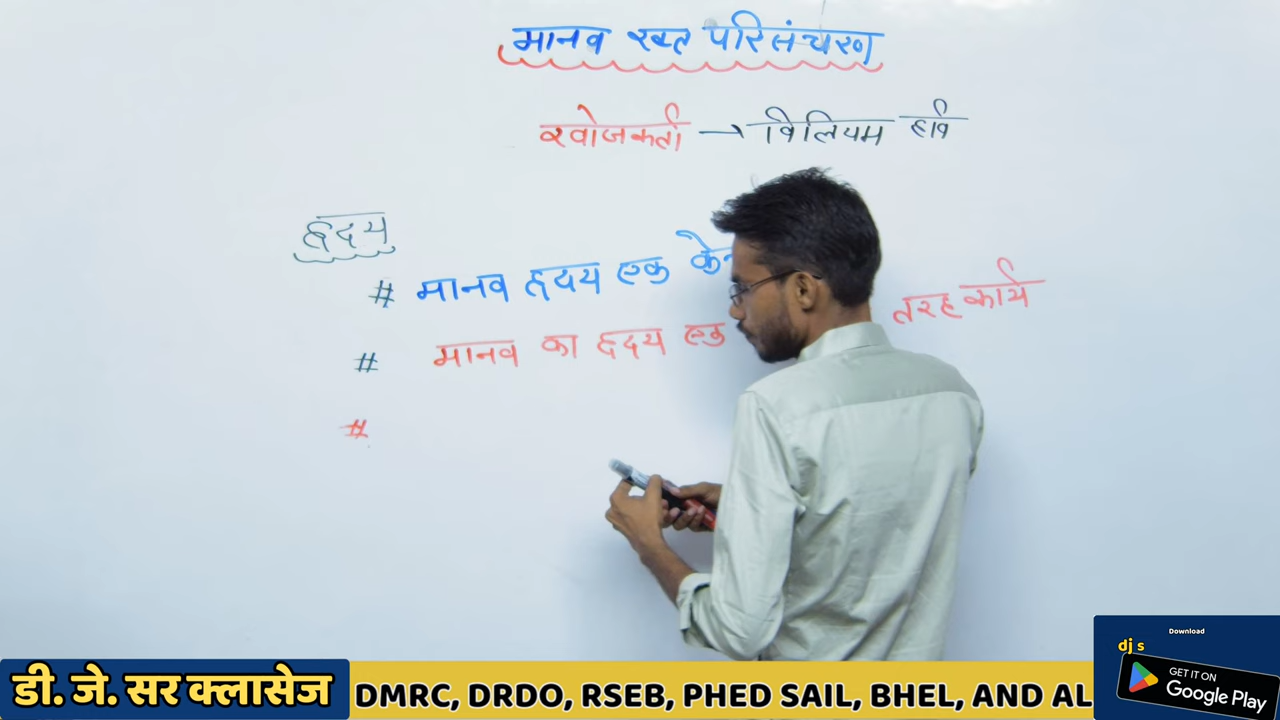 मानव रक्त परिसंचरण
खोजकर्ता → विलियम हार्वे
हृदय
# मानव हृदय एक
# मानव का हृदय एक तरह कार्य
#
डी. जे. सर क्लासेज
DMRC, DRDO, RSEB, PHED SAIL, BHEL, AND AL
Download
dj s
GET IT ON
Google Play